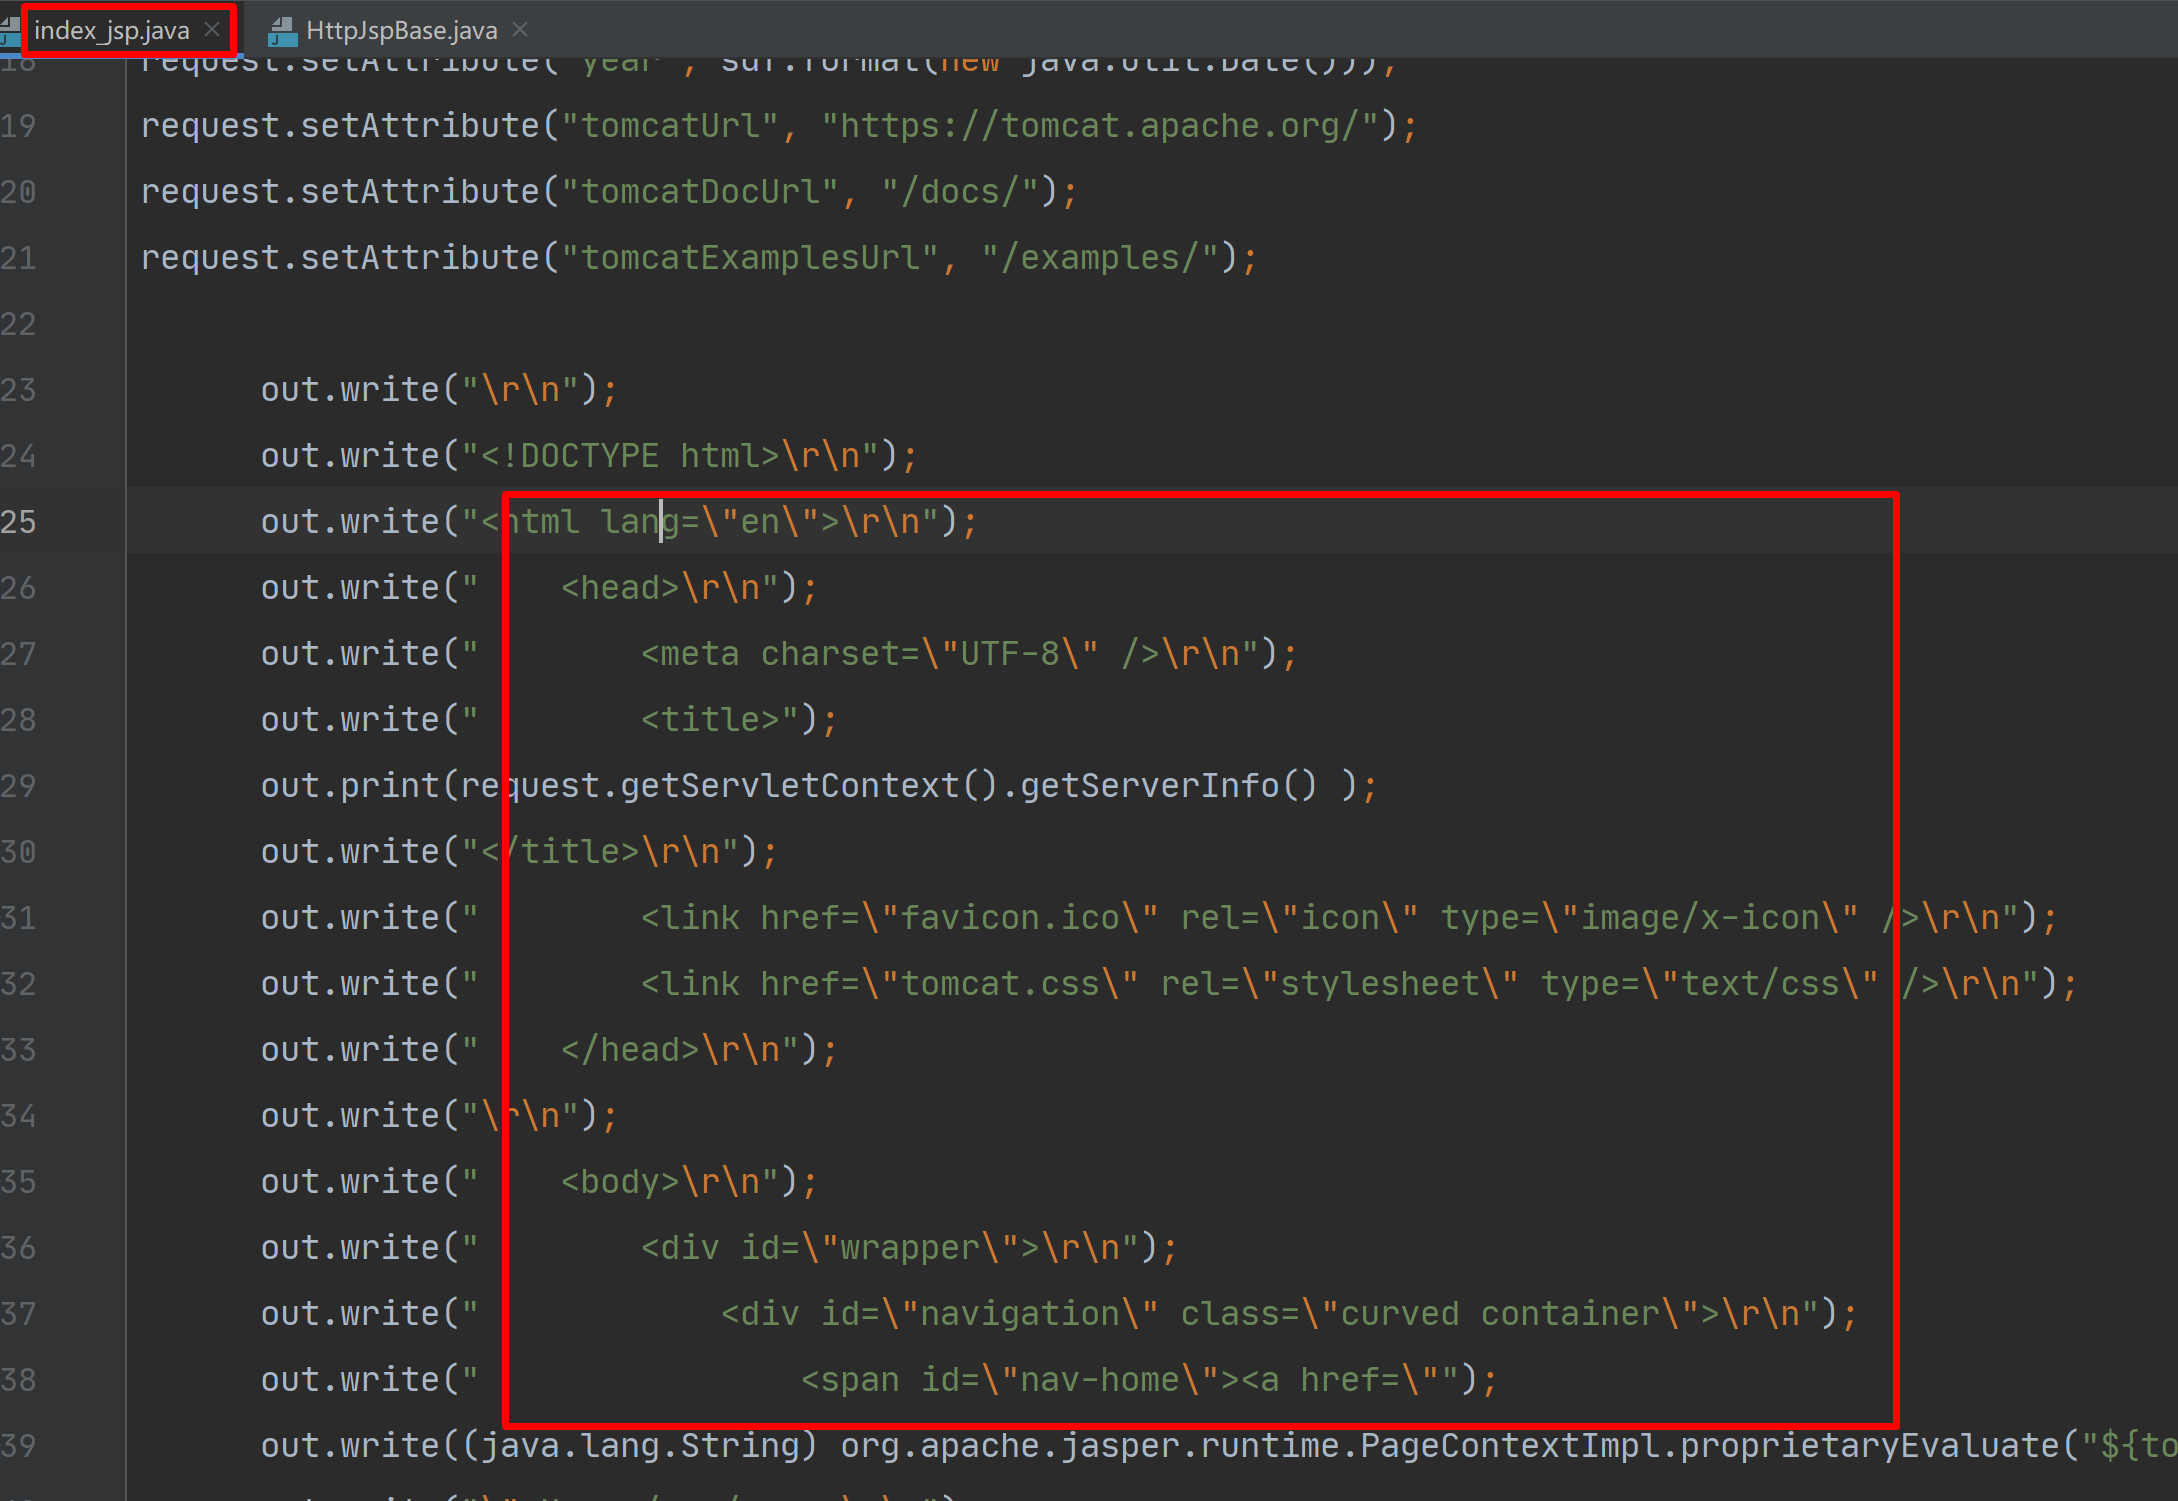 index_jsp.java × HttpJspBase.java ×
18 request.setAttribute("year", sdf.format(new java.util.Date()));
19 request.setAttribute("tomcatUrl", "https://tomcat.apache.org/");
20 request.setAttribute("tomcatDocUrl", "/docs/");
21 request.setAttribute("tomcatExamplesUrl", "/examples/");
22
23       out.write("\r\n");
24       out.write("<!DOCTYPE html>\r\n");
25       out.write("<html lang=\"en\">\r\n");
26       out.write("    <head>\r\n");
27       out.write("        <meta charset=\"UTF-8\" />\r\n");
28       out.write("        <title>");
29       out.print(request.getServletContext().getServerInfo() );
30       out.write("</title>\r\n");
31       out.write("        <link href=\"favicon.ico\" rel=\"icon\" type=\"image/x-icon\" />\r\n");
32       out.write("        <link href=\"tomcat.css\" rel=\"stylesheet\" type=\"text/css\" />\r\n");
33       out.write("    </head>\r\n");
34       out.write("\r\n");
35       out.write("    <body>\r\n");
36       out.write("        <div id=\"wrapper\">\r\n");
37       out.write("            <div id=\"navigation\" class=\"curved container\">\r\n");
38       out.write("                <span id=\"nav-home\"><a href=\"");
39       out.write((java.lang.String) org.apache.jasper.runtime.PageContextImpl.proprietaryEvaluate("${to